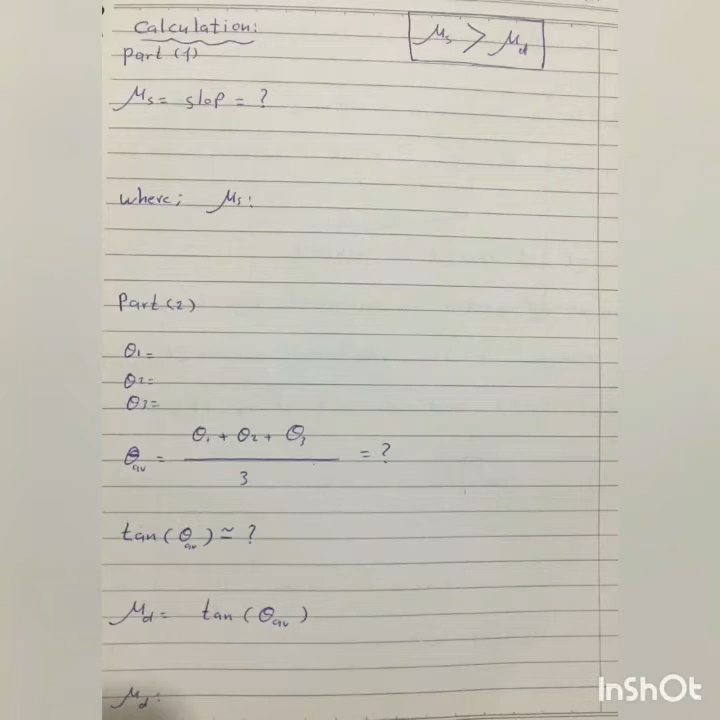 Calculation:
μs > μd
part (1)
μs = slop = ?
where; μs:
Part (2)
θ1 =
θ2 =
θ3 =
θav = θ1 + θ2 + θ3 / 3 = ?
tan(θav) ≃ ?
μd = tan(θav)
μd:
InShOt